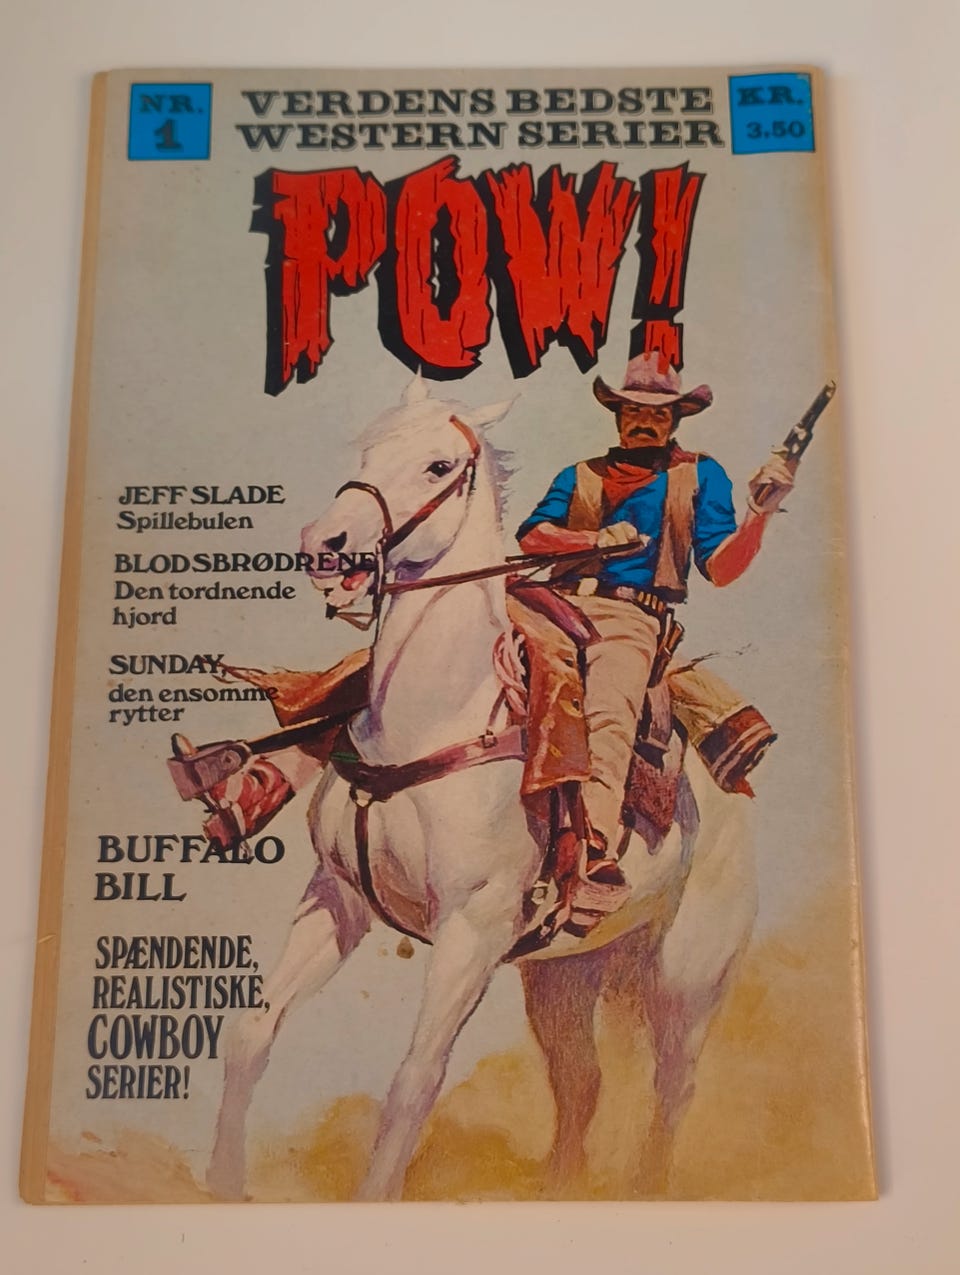 NR.
1
VERDENS BEDSTE
WESTERN SERIER
KR.
3,50
POW!
JEFF SLADE
Spillebulen
BLODSBRØDRENE
Den tordnende
hjord
SUNDAY,
den ensomme
rytter
BUFFALO
BILL
SPÆNDENDE,
REALISTISKE,
COWBOY
SERIER!